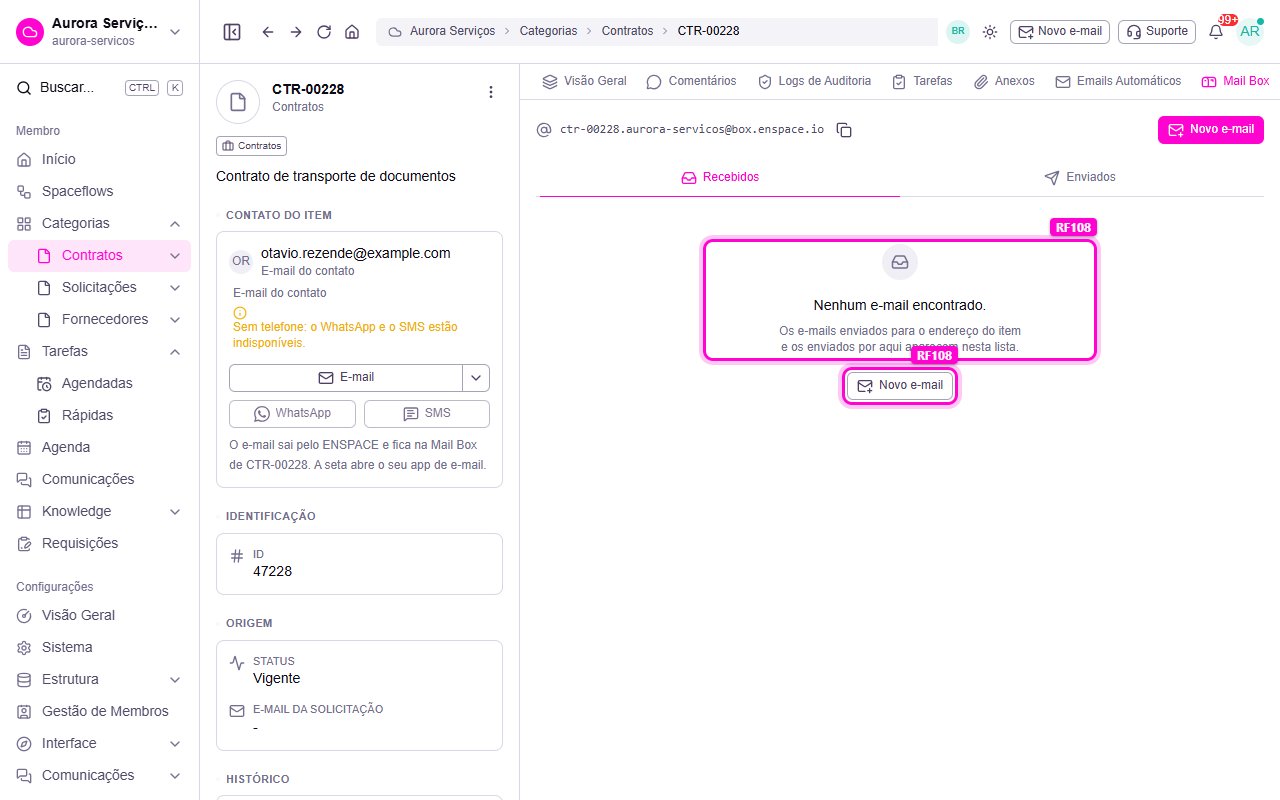 Aurora Serviç...
aurora-servicos
Aurora Serviços
Categorias
Contratos
CTR-00228
BR
Novo e-mail
Suporte
99+
AR
Buscar...
CTRL
K
Membro
Início
Spaceflows
Categorias
Contratos
Solicitações
Fornecedores
Tarefas
Agendadas
Rápidas
Agenda
Comunicações
Knowledge
Requisições
Configurações
Visão Geral
Sistema
Estrutura
Gestão de Membros
Interface
Comunicações
CTR-00228
Contratos
Contratos
Contrato de transporte de documentos
CONTATO DO ITEM
OR
otavio.rezende@example.com
E-mail do contato
E-mail do contato
Sem telefone: o WhatsApp e o SMS estão
indisponíveis.
E-mail
WhatsApp
SMS
O e-mail sai pelo ENSPACE e fica na Mail Box
de CTR-00228. A seta abre o seu app de e-mail.
IDENTIFICAÇÃO
ID
47228
ORIGEM
STATUS
Vigente
E-MAIL DA SOLICITAÇÃO
-
HISTÓRICO
Visão Geral
Comentários
Logs de Auditoria
Tarefas
Anexos
Emails Automáticos
Mail Box
ctr-00228.aurora-servicos@box.enspace.io
Novo e-mail
Recebidos
Enviados
RF108
Nenhum e-mail encontrado.
Os e-mails enviados para o endereço do item
e os enviados por aqui aparecem nesta lista.
RF108
Novo e-mail